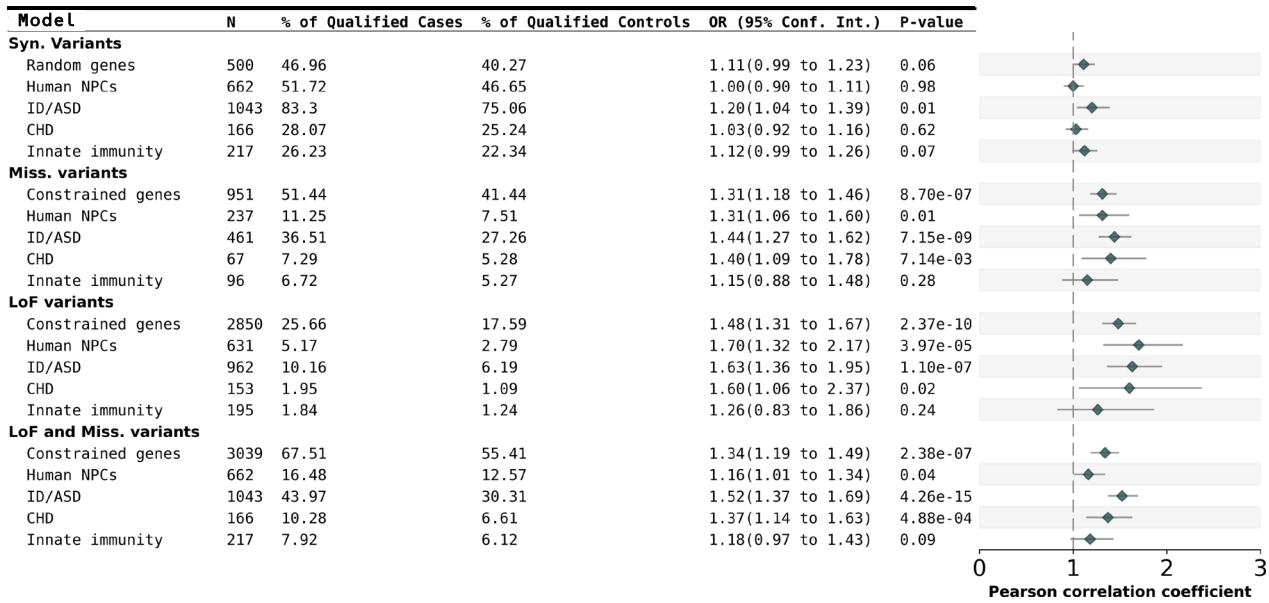 Model N % of Qualified Cases % of Qualified Controls OR (95% Conf. Int.) P-value
Syn. Variants
Random genes 500 46.96 40.27 1.11(0.99 to 1.23) 0.06
Human NPCs 662 51.72 46.65 1.00(0.90 to 1.11) 0.98
ID/ASD 1043 83.3 75.06 1.20(1.04 to 1.39) 0.01
CHD 166 28.07 25.24 1.03(0.92 to 1.16) 0.62
Innate immunity 217 26.23 22.34 1.12(0.99 to 1.26) 0.07
Miss. variants
Constrained genes 951 51.44 41.44 1.31(1.18 to 1.46) 8.70e-07
Human NPCs 237 11.25 7.51 1.31(1.06 to 1.60) 0.01
ID/ASD 461 36.51 27.26 1.44(1.27 to 1.62) 7.15e-09
CHD 67 7.29 5.28 1.40(1.09 to 1.78) 7.14e-03
Innate immunity 96 6.72 5.27 1.15(0.88 to 1.48) 0.28
LoF variants
Constrained genes 2850 25.66 17.59 1.48(1.31 to 1.67) 2.37e-10
Human NPCs 631 5.17 2.79 1.70(1.32 to 2.17) 3.97e-05
ID/ASD 962 10.16 6.19 1.63(1.36 to 1.95) 1.10e-07
CHD 153 1.95 1.09 1.60(1.06 to 2.37) 0.02
Innate immunity 195 1.84 1.24 1.26(0.83 to 1.86) 0.24
LoF and Miss. variants
Constrained genes 3039 67.51 55.41 1.34(1.19 to 1.49) 2.38e-07
Human NPCs 662 16.48 12.57 1.16(1.01 to 1.34) 0.04
ID/ASD 1043 43.97 30.31 1.52(1.37 to 1.69) 4.26e-15
CHD 166 10.28 6.61 1.37(1.14 to 1.63) 4.88e-04
Innate immunity 217 7.92 6.12 1.18(0.97 to 1.43) 0.09
0 1 2 3
Pearson correlation coefficient